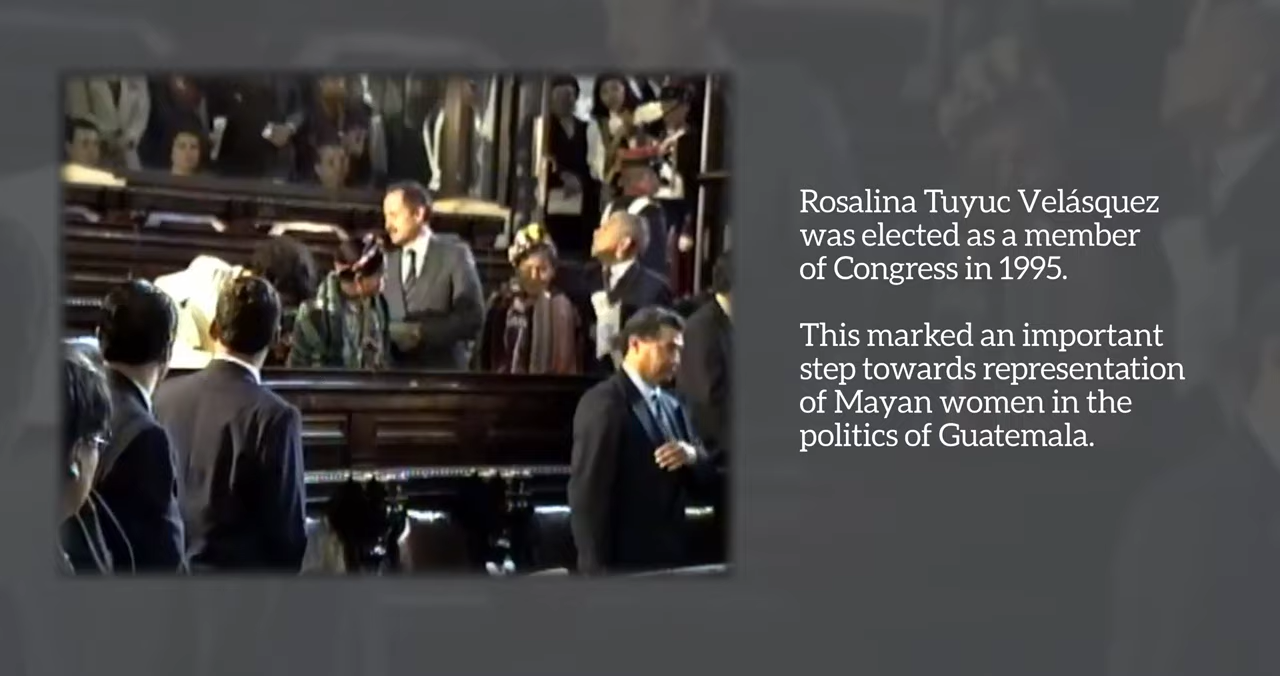 Rosalina Tuyuc Velásquez
was elected as a member
of Congress in 1995.
This marked an important
step towards representation
of Mayan women in the
politics of Guatemala.